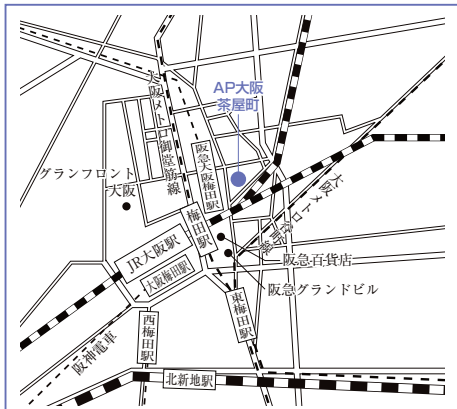 AP大阪
茶屋町
大阪メトロ御堂筋線
阪急大阪梅田駅
グランフロント
大阪
梅田駅
大阪メトロ谷町線
JR大阪駅
大阪梅田駅
阪急百貨店
阪急グランドビル
東梅田駅
西梅田駅
阪神電車
北新地駅